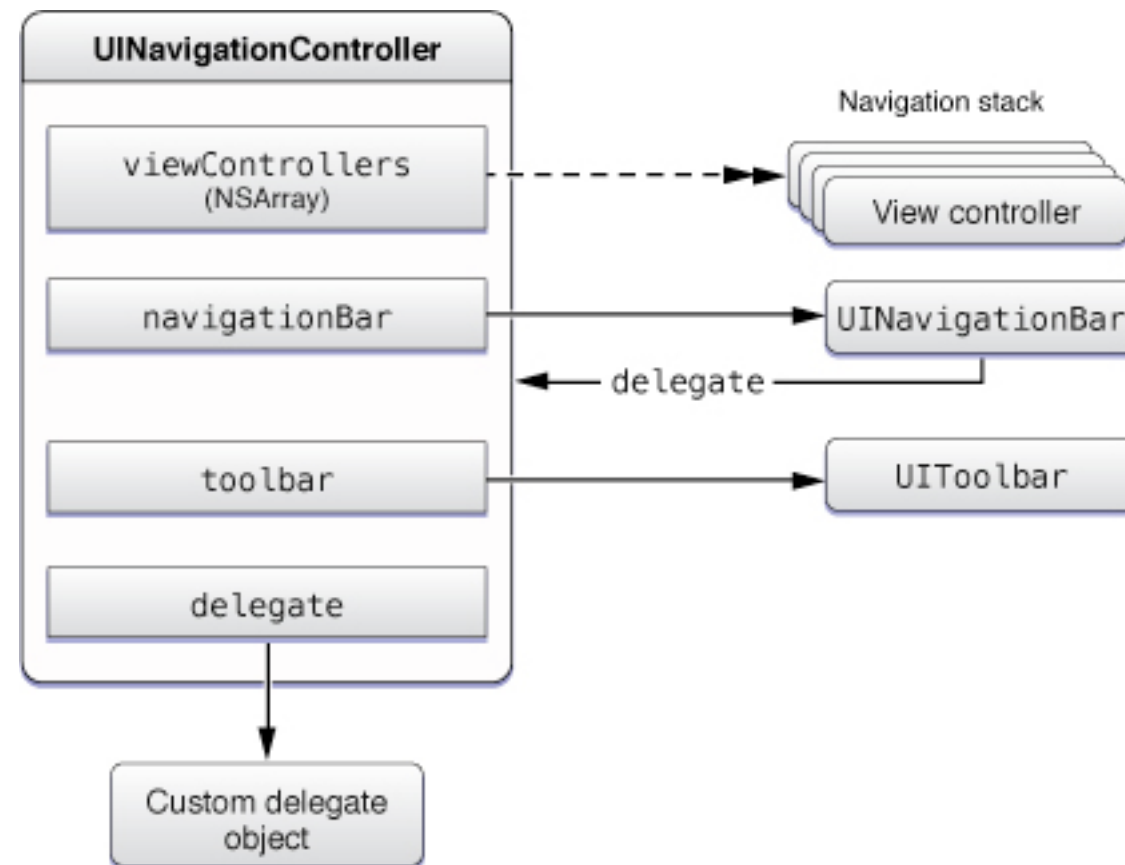 UINavigationController
Navigation stack
viewControllers
(NSArray)
View controller
navigationBar
UINavigationBar
delegate
toolbar
UIToolbar
delegate
Custom delegate
object